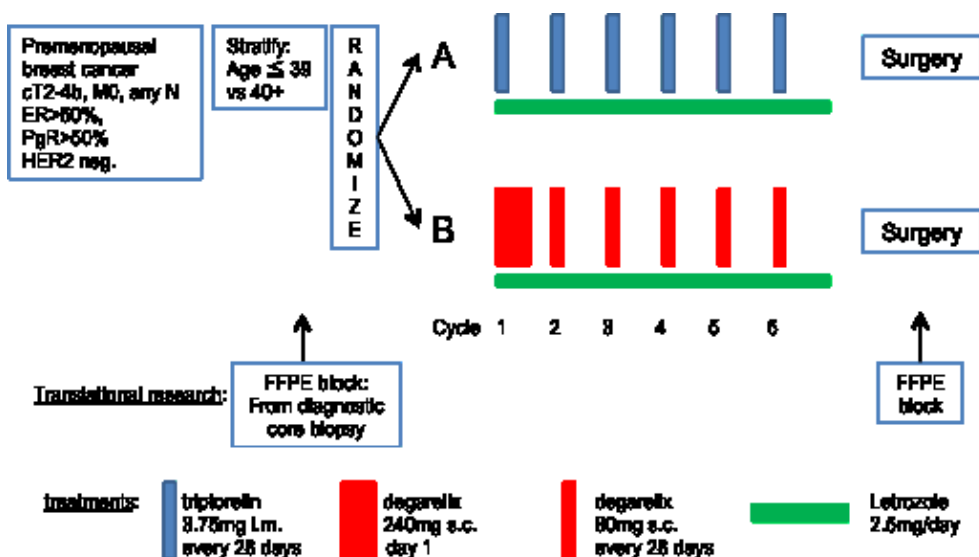 Premenopausal
breast cancer
cT2-4b, M0, any N
ER>50%,
PgR>50%
HER2 neg.
Stratify:
Age ≤ 39
vs 40+
R
A
N
D
O
M
I
Z
E
A
Surgery
B
Surgery
Cycle 1 2 3 4 5 6
Translational research:
FFPE block:
From diagnostic
core biopsy
FFPE
block
treatments:
triptorelin
3.75mg i.m.
every 28 days
degarelix
240mg s.c.
day 1
degarelix
80mg s.c.
every 28 days
Letrozole
2.5mg/day